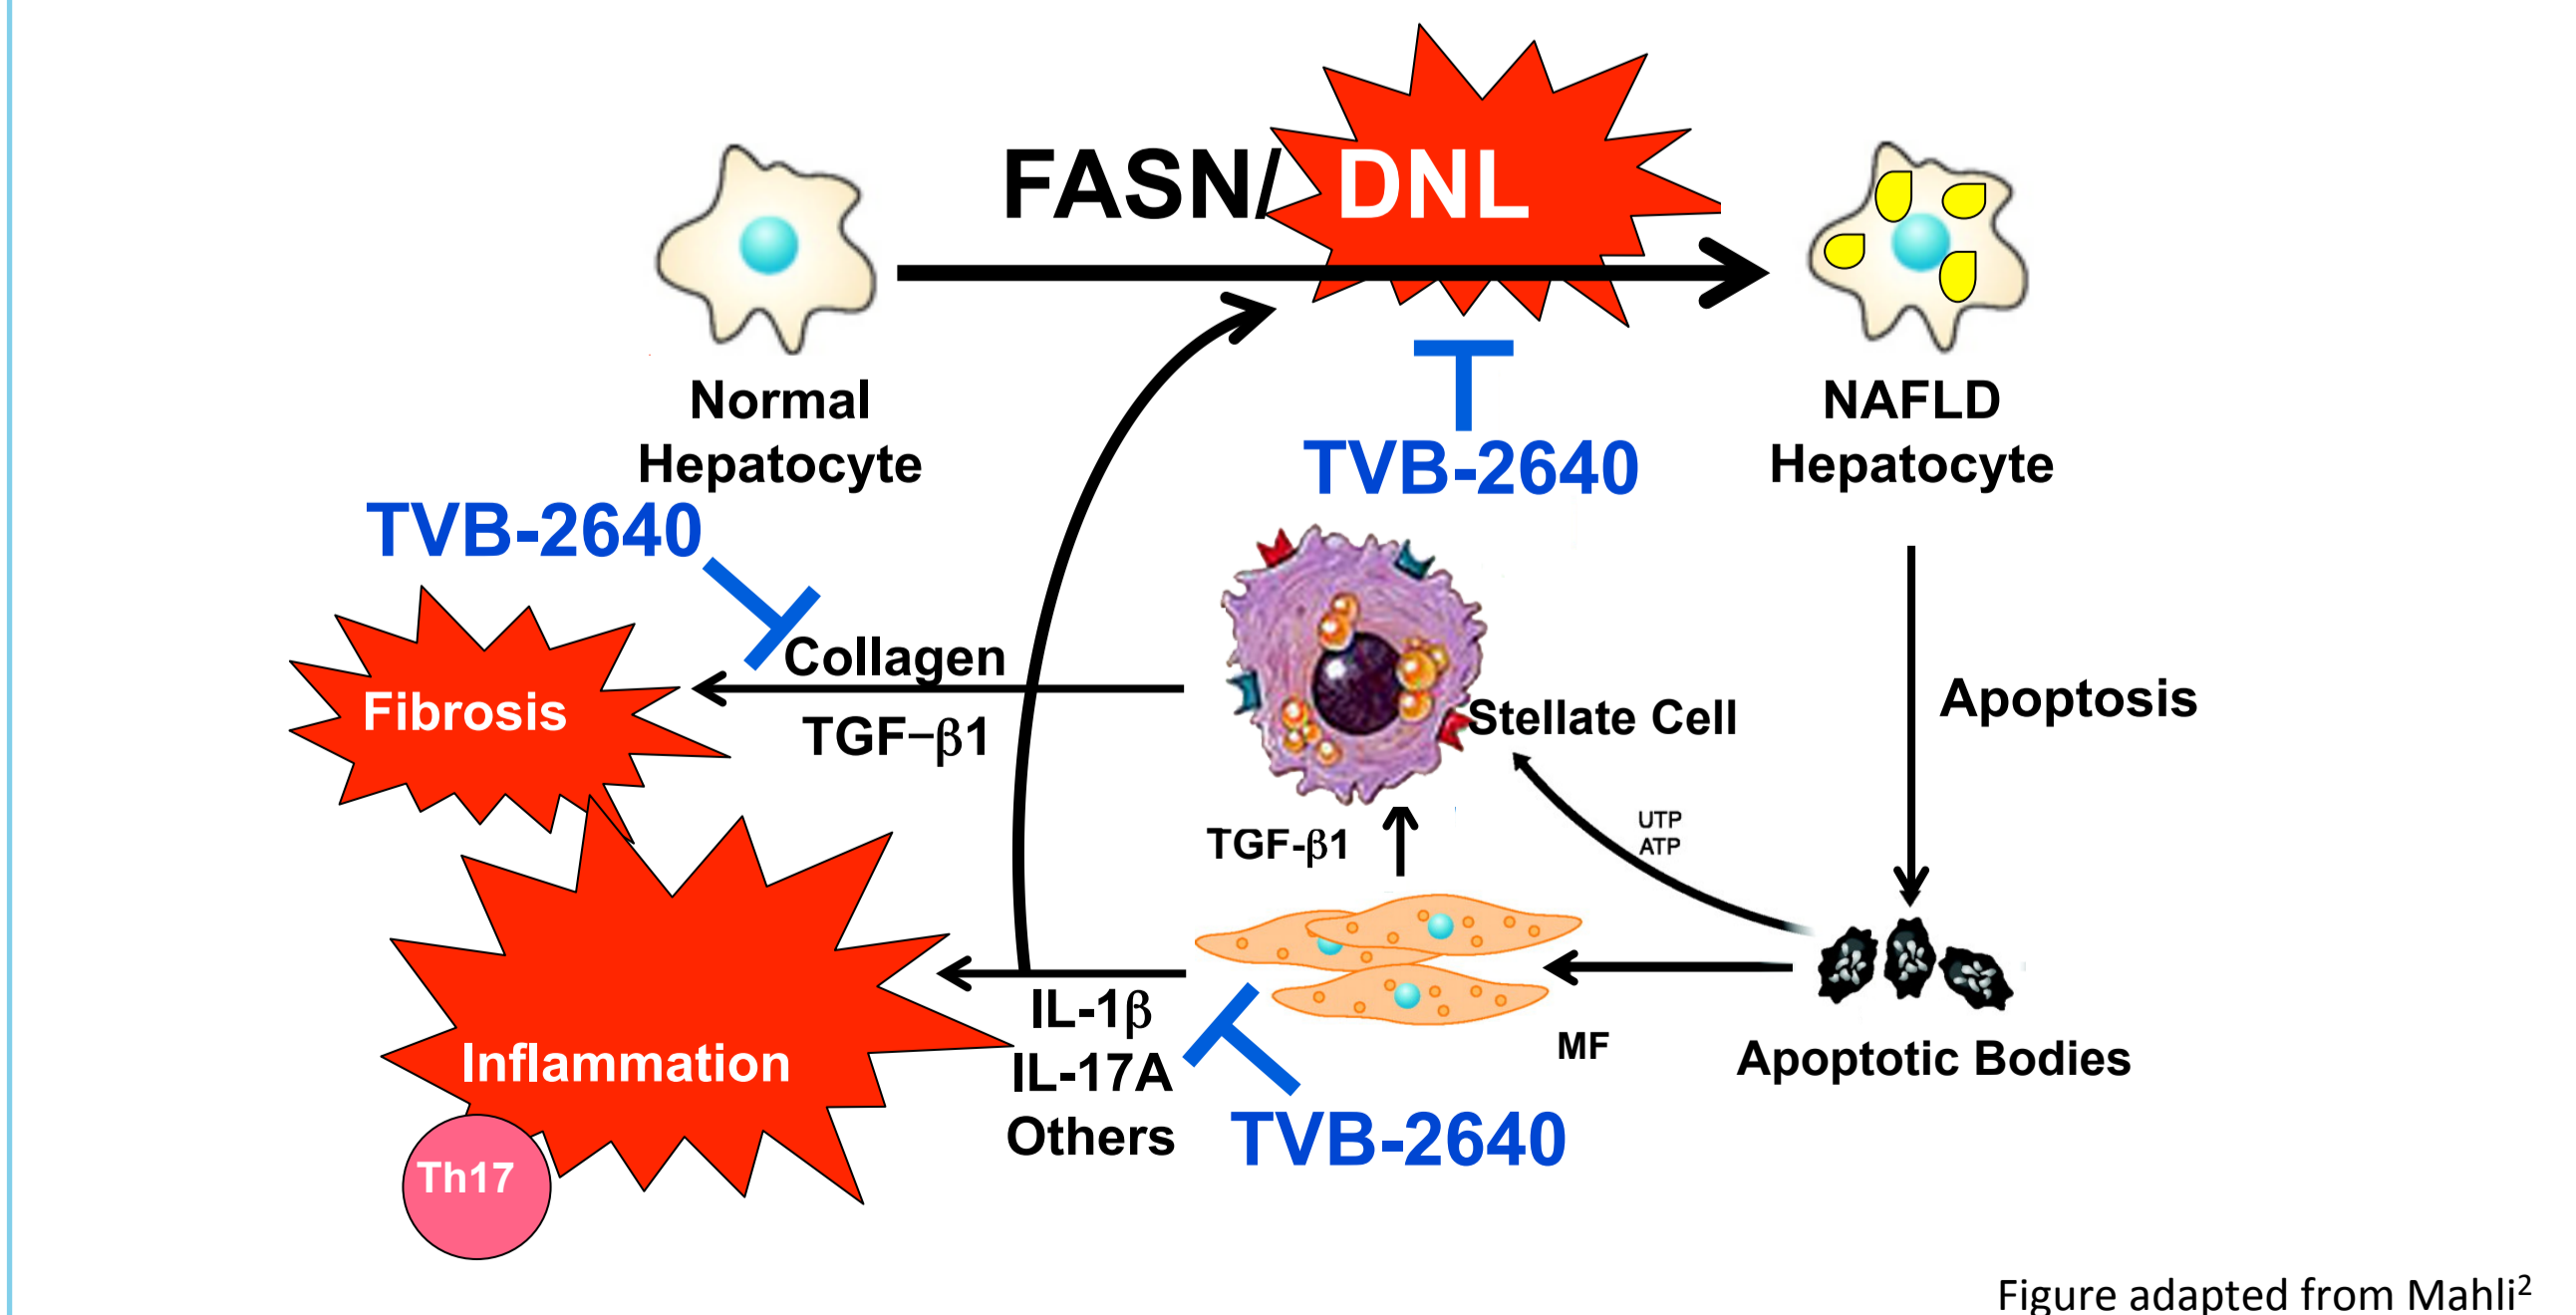 FASN/ DNL
Normal
Hepatocyte
NAFLD
Hepatocyte
TVB-2640
TVB-2640
Collagen
TGF–β1
Fibrosis
Stellate Cell
Apoptosis
TGF-β1
UTP
ATP
IL-1β
IL-17A
Others
Inflammation
MF
Apoptotic Bodies
TVB-2640
Th17
Figure adapted from Mahli²